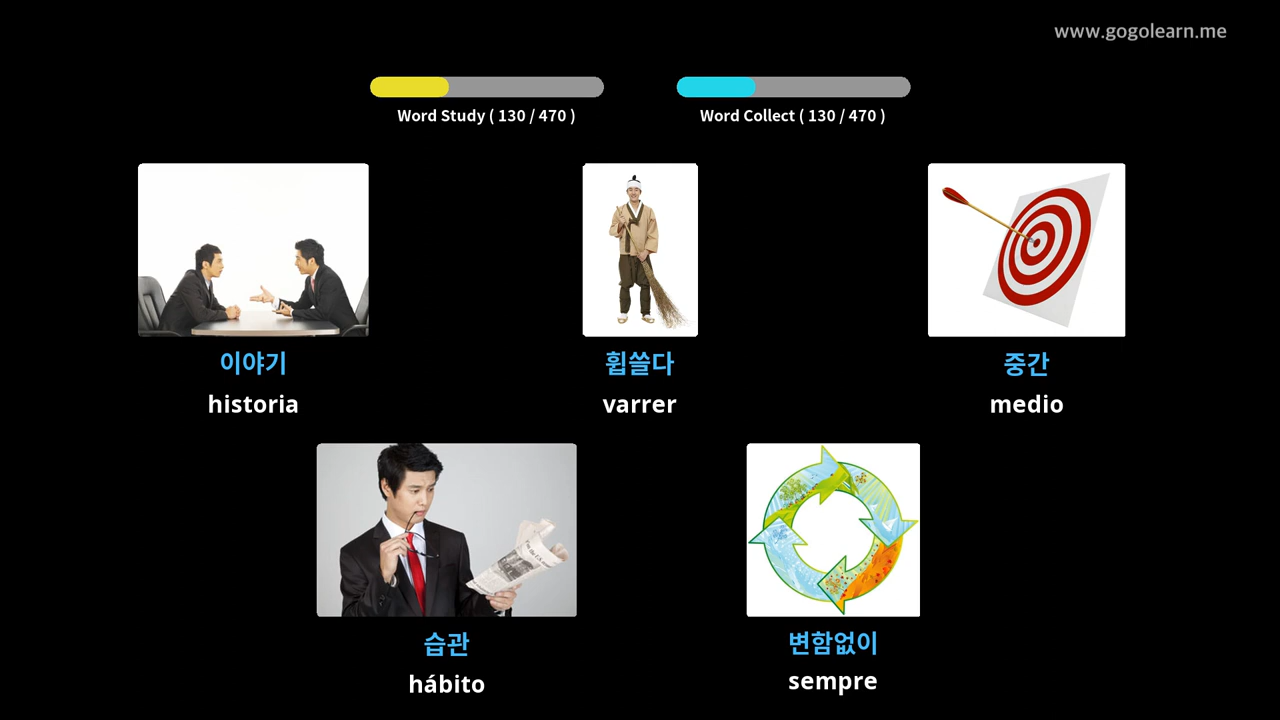 www.gogolearn.me
Word Study ( 130 / 470 )
Word Collect ( 130 / 470 )
이야기
historia
휩쓸다
varrer
중간
medio
습관
hábito
변함없이
sempre